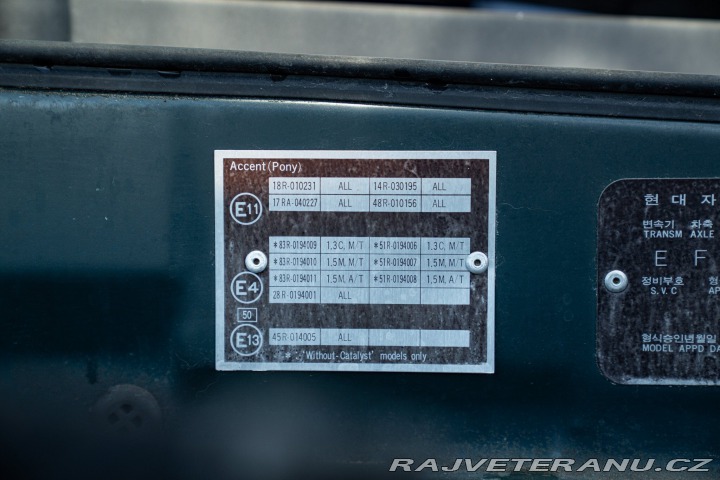 Accent(Pony)
18R-010231 ALL 14R-030195 ALL
E11 17RA-040227 ALL 48R-010156 ALL
*83R-0194009 1.3C, M/T *51R-0194006 1.3C, M/T
*83R-0194010 1.5M, M/T *51R-0194007 1.5M, M/T
E4 *83R-0194011 1.5M, A/T *51R-0194008 1.5M, A/T
28R-0194001 ALL
50
E13 45R-014005 ALL
* : 'Without-Catalyst' models only
현대자
변속기 차축
TRANSM AXLE
E F
정비부호
S.V.C
형식승인년월일
MODEL APPD DA
RAJVETERANU.CZ